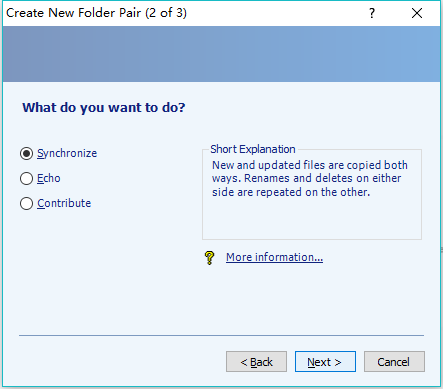 Create New Folder Pair (2 of 3)
?
What do you want to do?
Synchronize
Echo
Contribute
Short Explanation
New and updated files are copied both
ways. Renames and deletes on either
side are repeated on the other.
More information...
< Back
Next >
Cancel